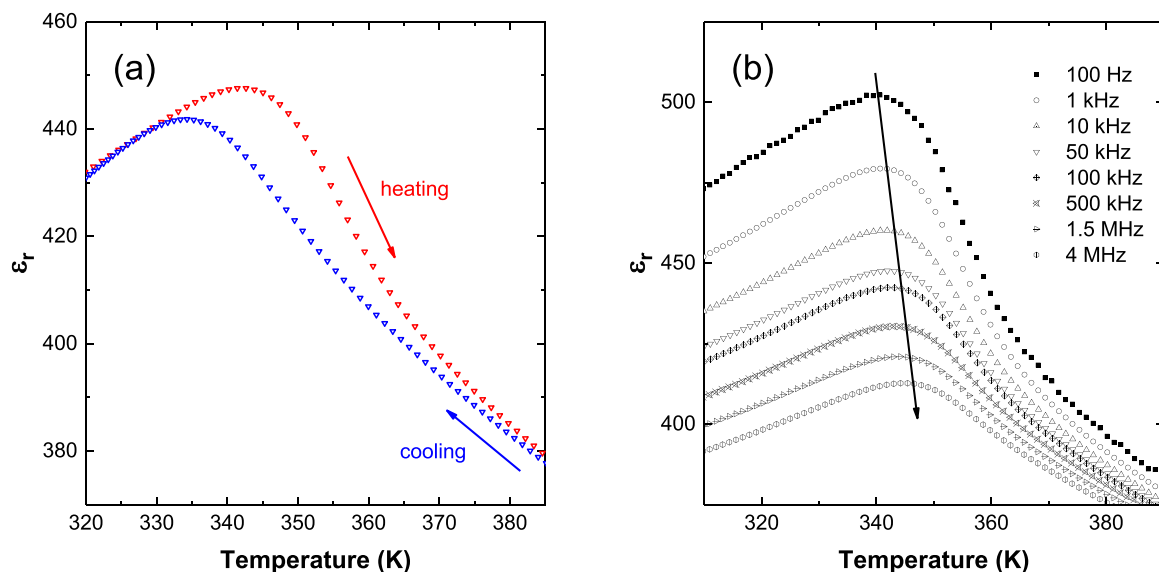 (a)
460
440
420
400
380
εr
heating
cooling
320 330 340 350 360 370 380
Temperature (K)
(b)
500
450
400
εr
100 Hz
1 kHz
10 kHz
50 kHz
100 kHz
500 kHz
1.5 MHz
4 MHz
320 340 360 380
Temperature (K)